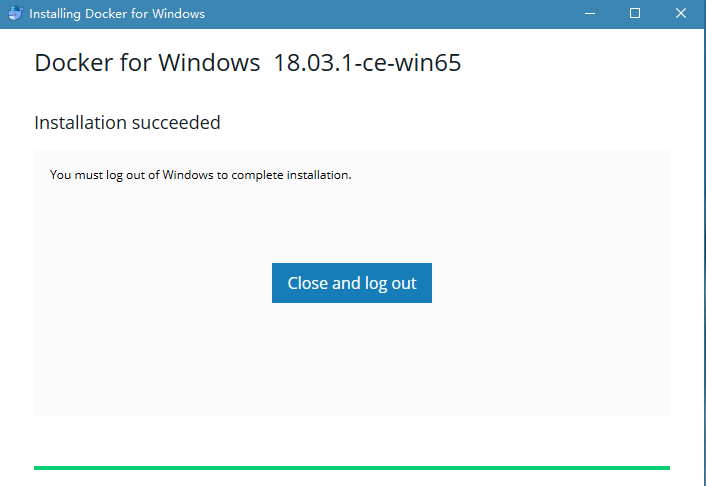 Installing Docker for Windows
Docker for Windows 18.03.1-ce-win65
Installation succeeded
You must log out of Windows to complete installation.
Close and log out